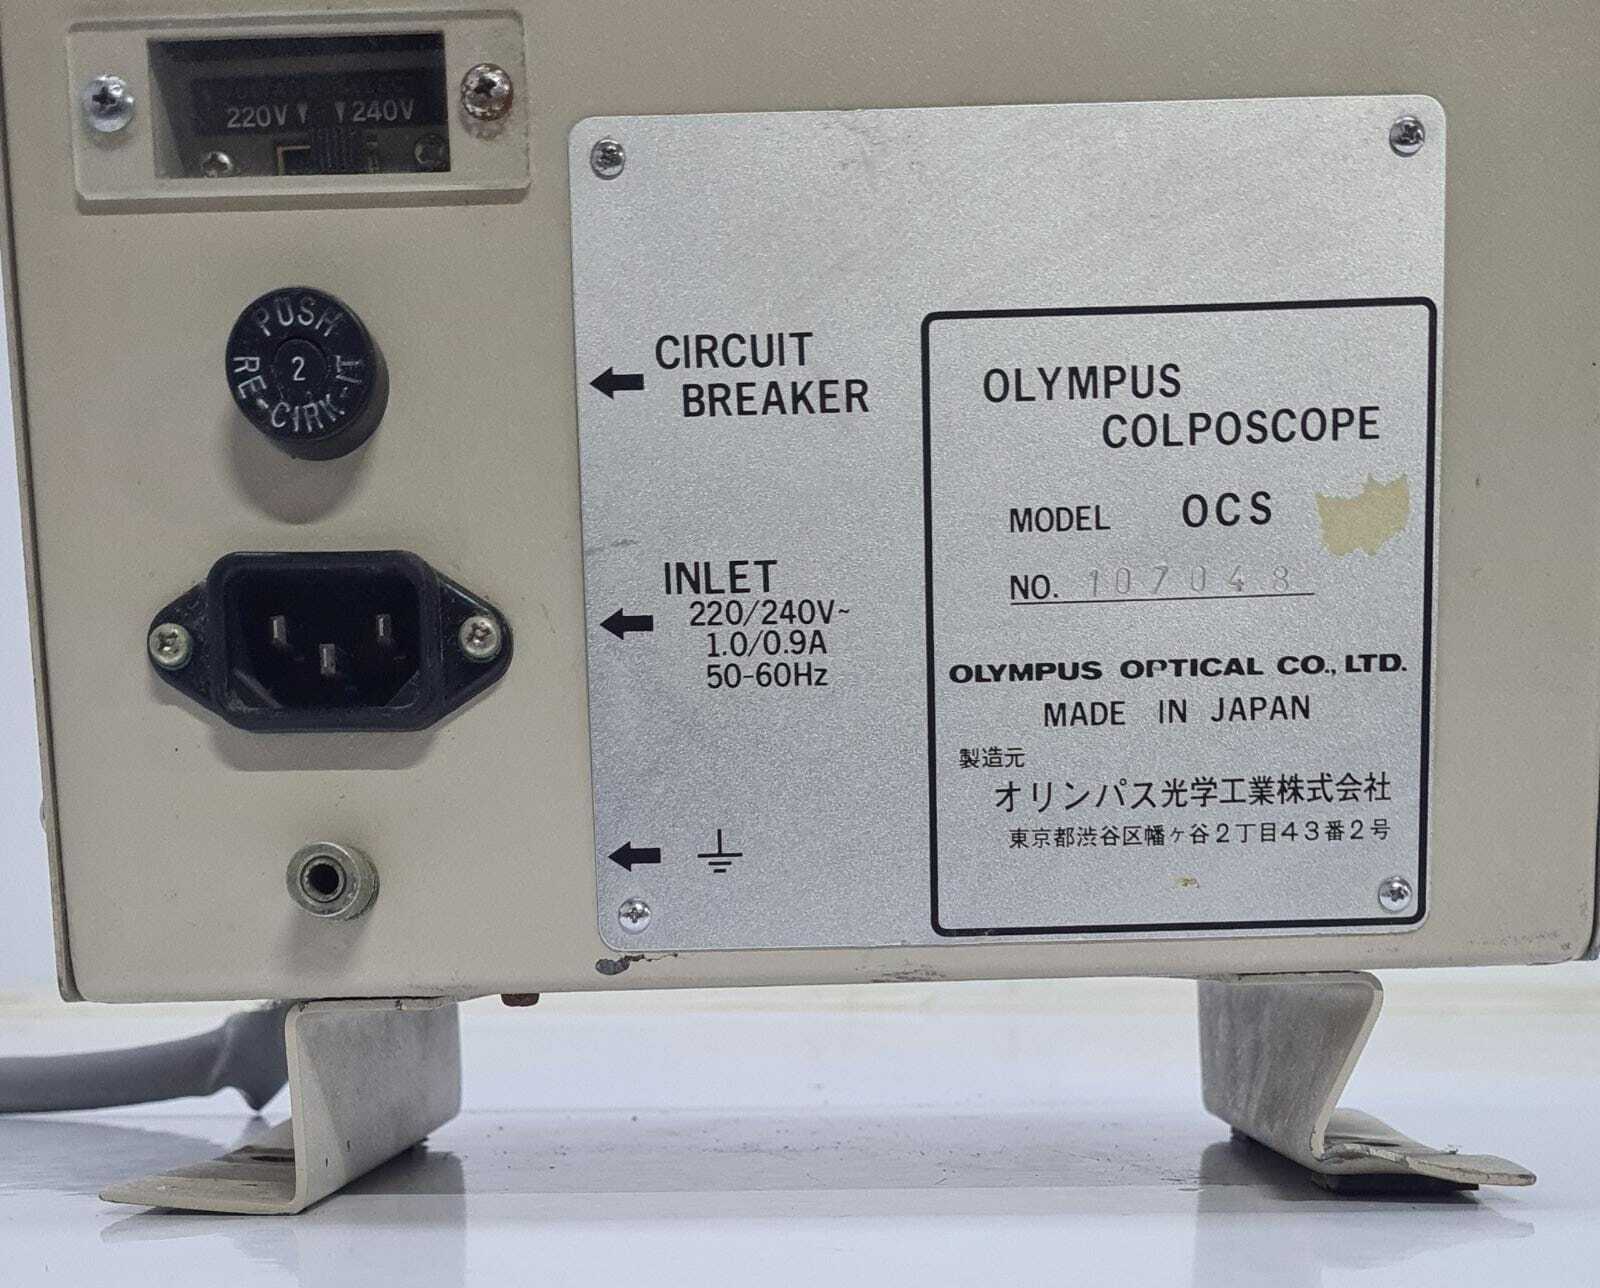 220V ▼ ▼ 240V
PUSH
2
RE-CIRK-IT
CIRCUIT
BREAKER
INLET
220/240V~
1.0/0.9A
50-60Hz
OLYMPUS
COLPOSCOPE
MODEL OCS
NO. 107048
OLYMPUS OPTICAL CO., LTD.
MADE IN JAPAN
製造元
オリンパス光学工業株式会社
東京都渋谷区幡ヶ谷2丁目43番2号